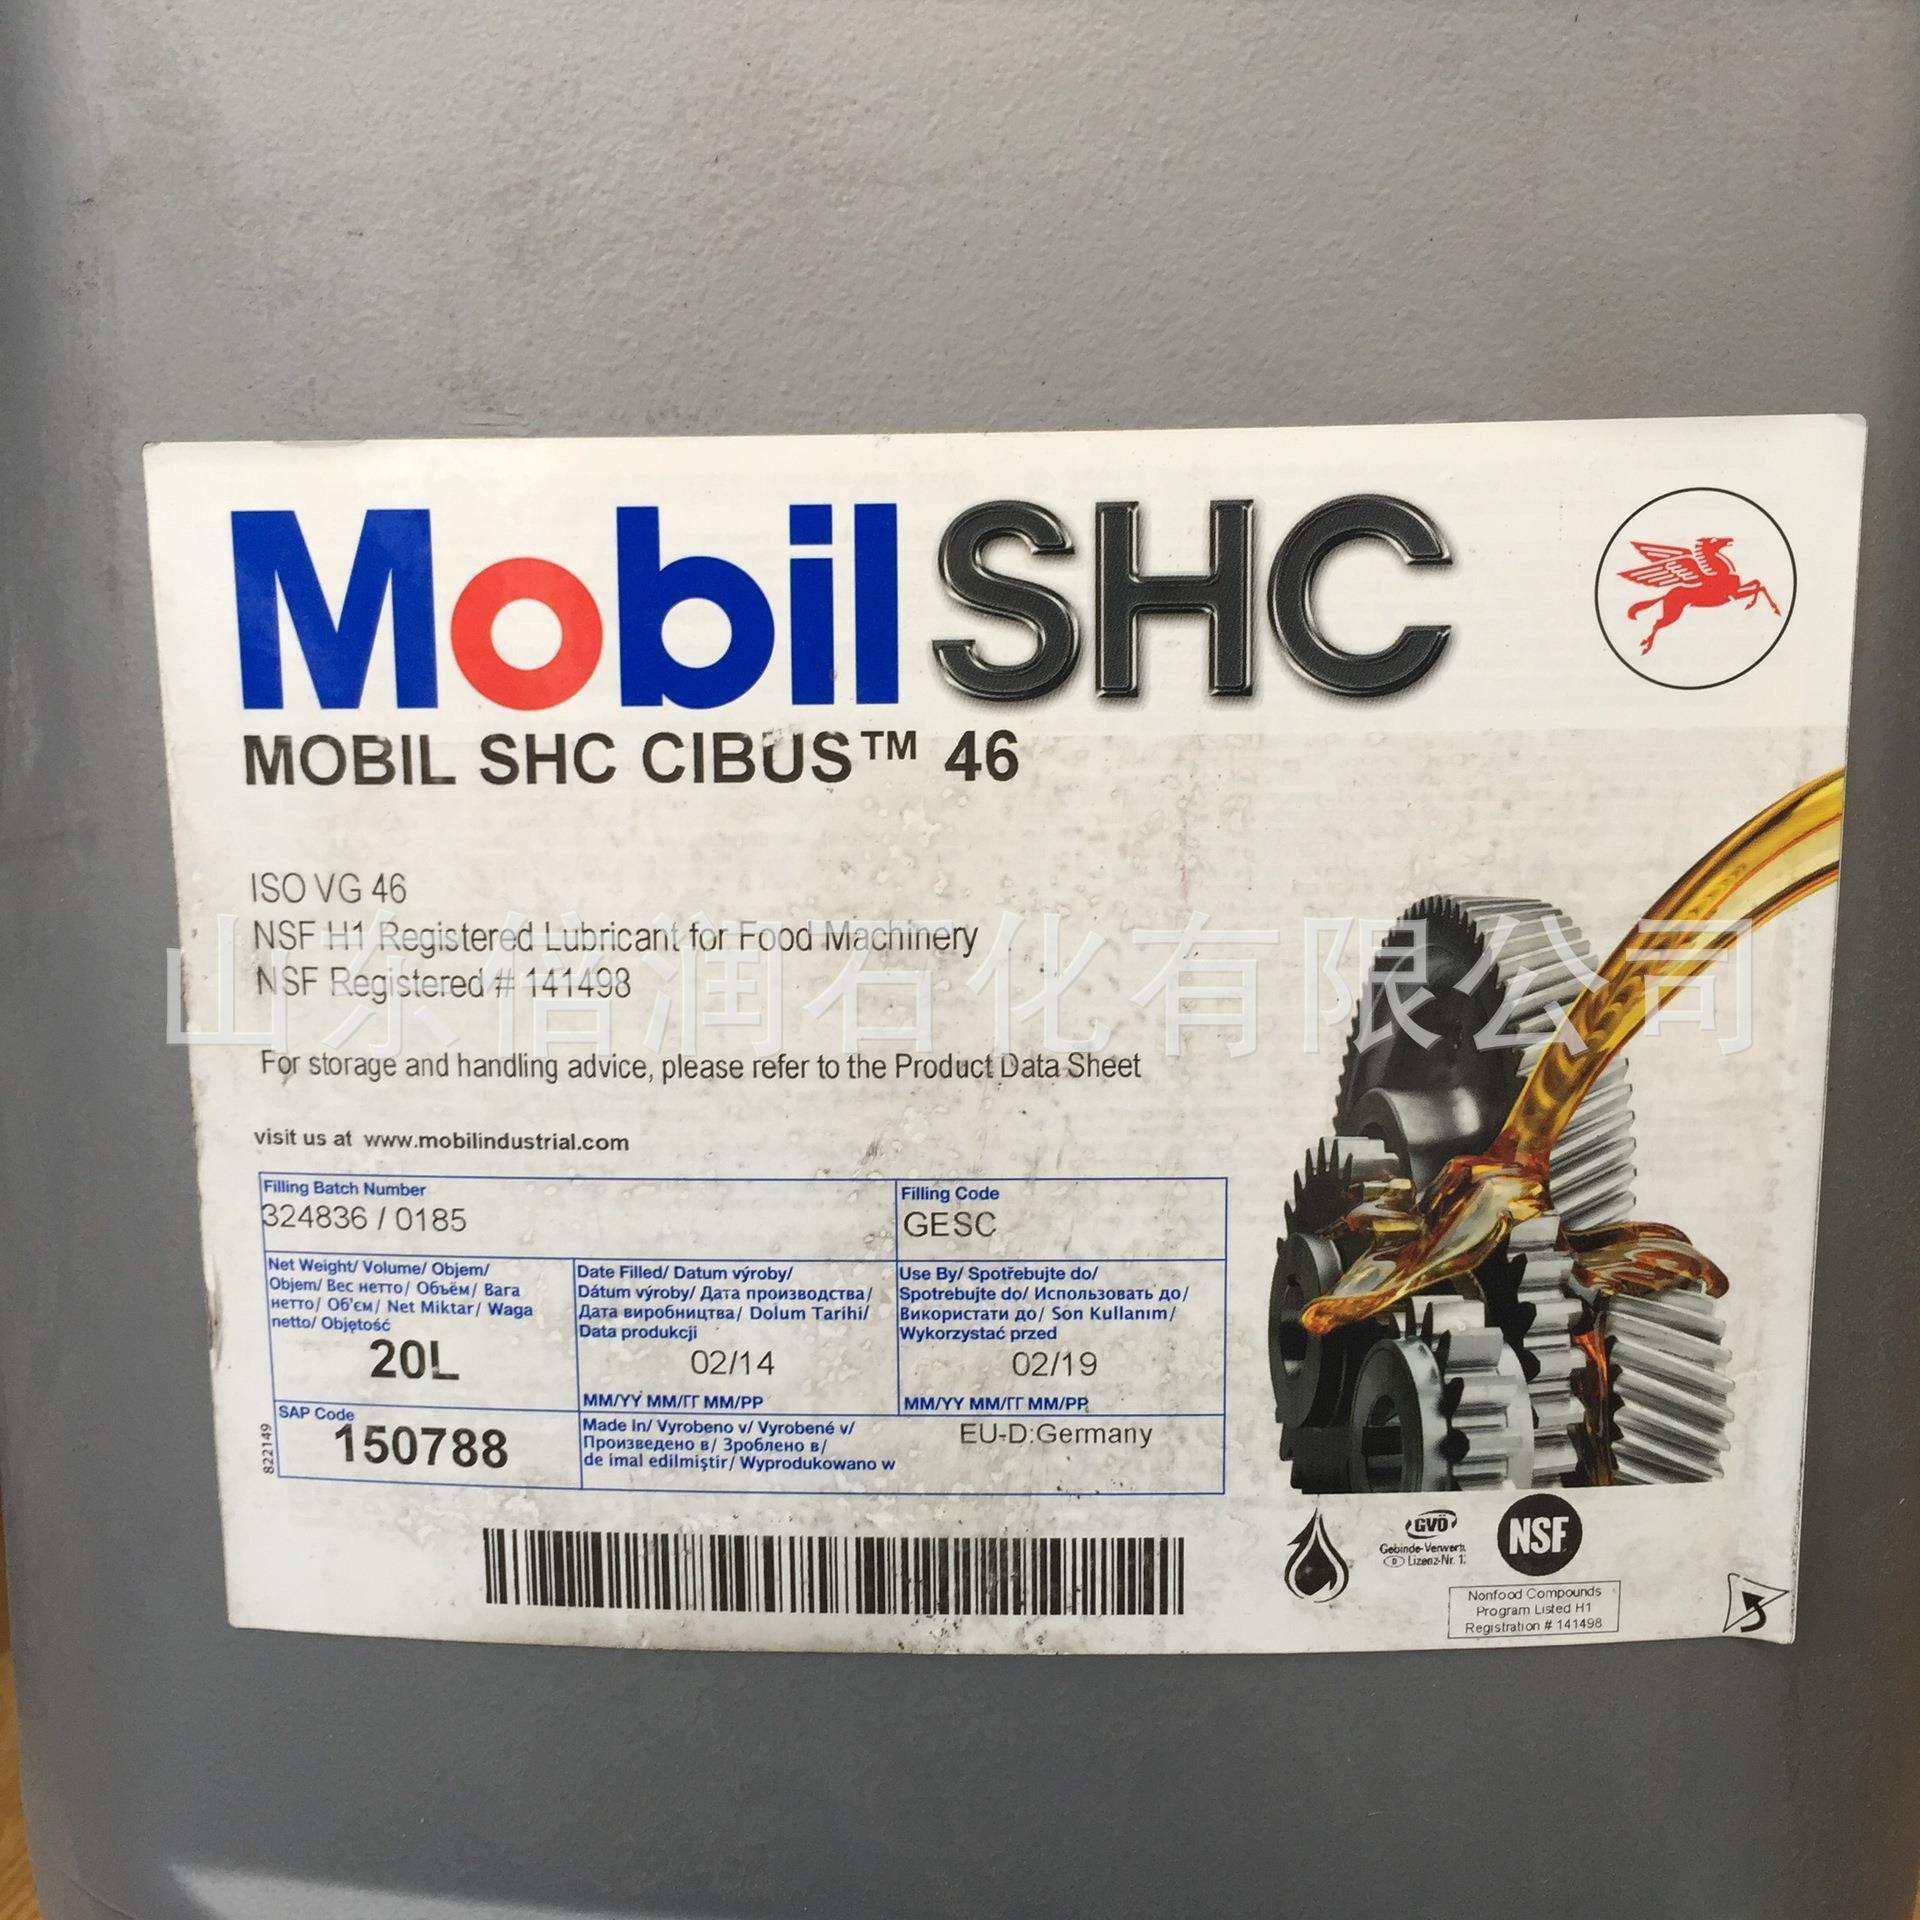 Mobil SHC
MOBIL SHC CIBUS™ 46
ISO VG 46
NSF H1 Registered Lubricant for Food Machinery
NSF Registered # 141498
山东倍润石化有限公司
For storage and handling advice, please refer to the Product Data Sheet
visit us at www.mobilindustrial.com
Filling Batch Number
324836 / 0185
Filling Code
GESC
Net Weight/ Volume/ Objem/
Objem/ Вес нетто/ Объём/ Вага
нетто/ Об'єм/ Net Miktar/ Waga
netto/ Objętość
20L
Date Filled/ Datum výroby/
Dátum výroby/ Дата производства/
Дата виробництва/ Dolum Tarihi/
Data produkcji
02/14
MM/YY MM/ГГ MM/PP
Use By/ Spotřebujte do/
Spotrebujte do/ Использовать до/
Використати до/ Son Kullanım/
Wykorzystać przed
02/19
MM/YY MM/ГГ MM/PP
SAP Code
150788
Made In/ Vyrobeno v/ Vyrobené v/
Произведено в/ Зроблено в/
de imal edilmiştir/ Wyprodukowano w
EU-D:Germany
822149
GVÖ
Gebinde-Verwert.
D Lizenz-Nr. 1
NSF
Nonfood Compounds
Program Listed H1
Registration # 141498